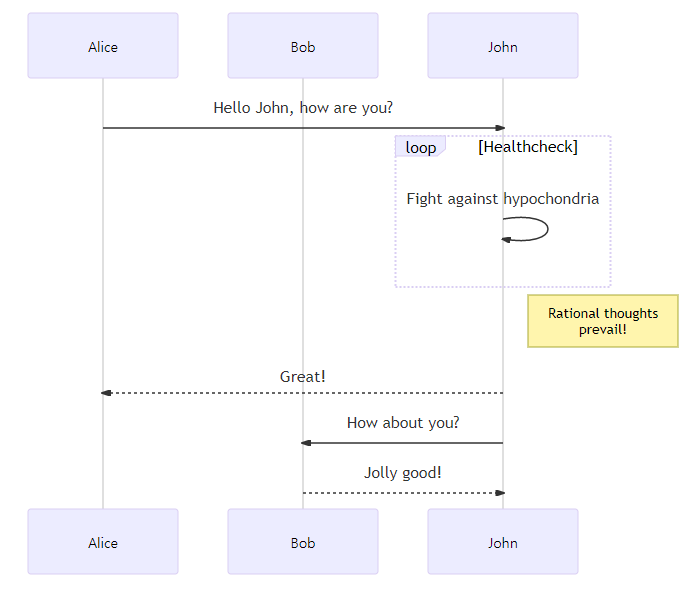 Alice
Bob
John
Hello John, how are you?
loop
[Healthcheck]
Fight against hypochondria
Rational thoughts
prevail!
Great!
How about you?
Jolly good!
Alice
Bob
John